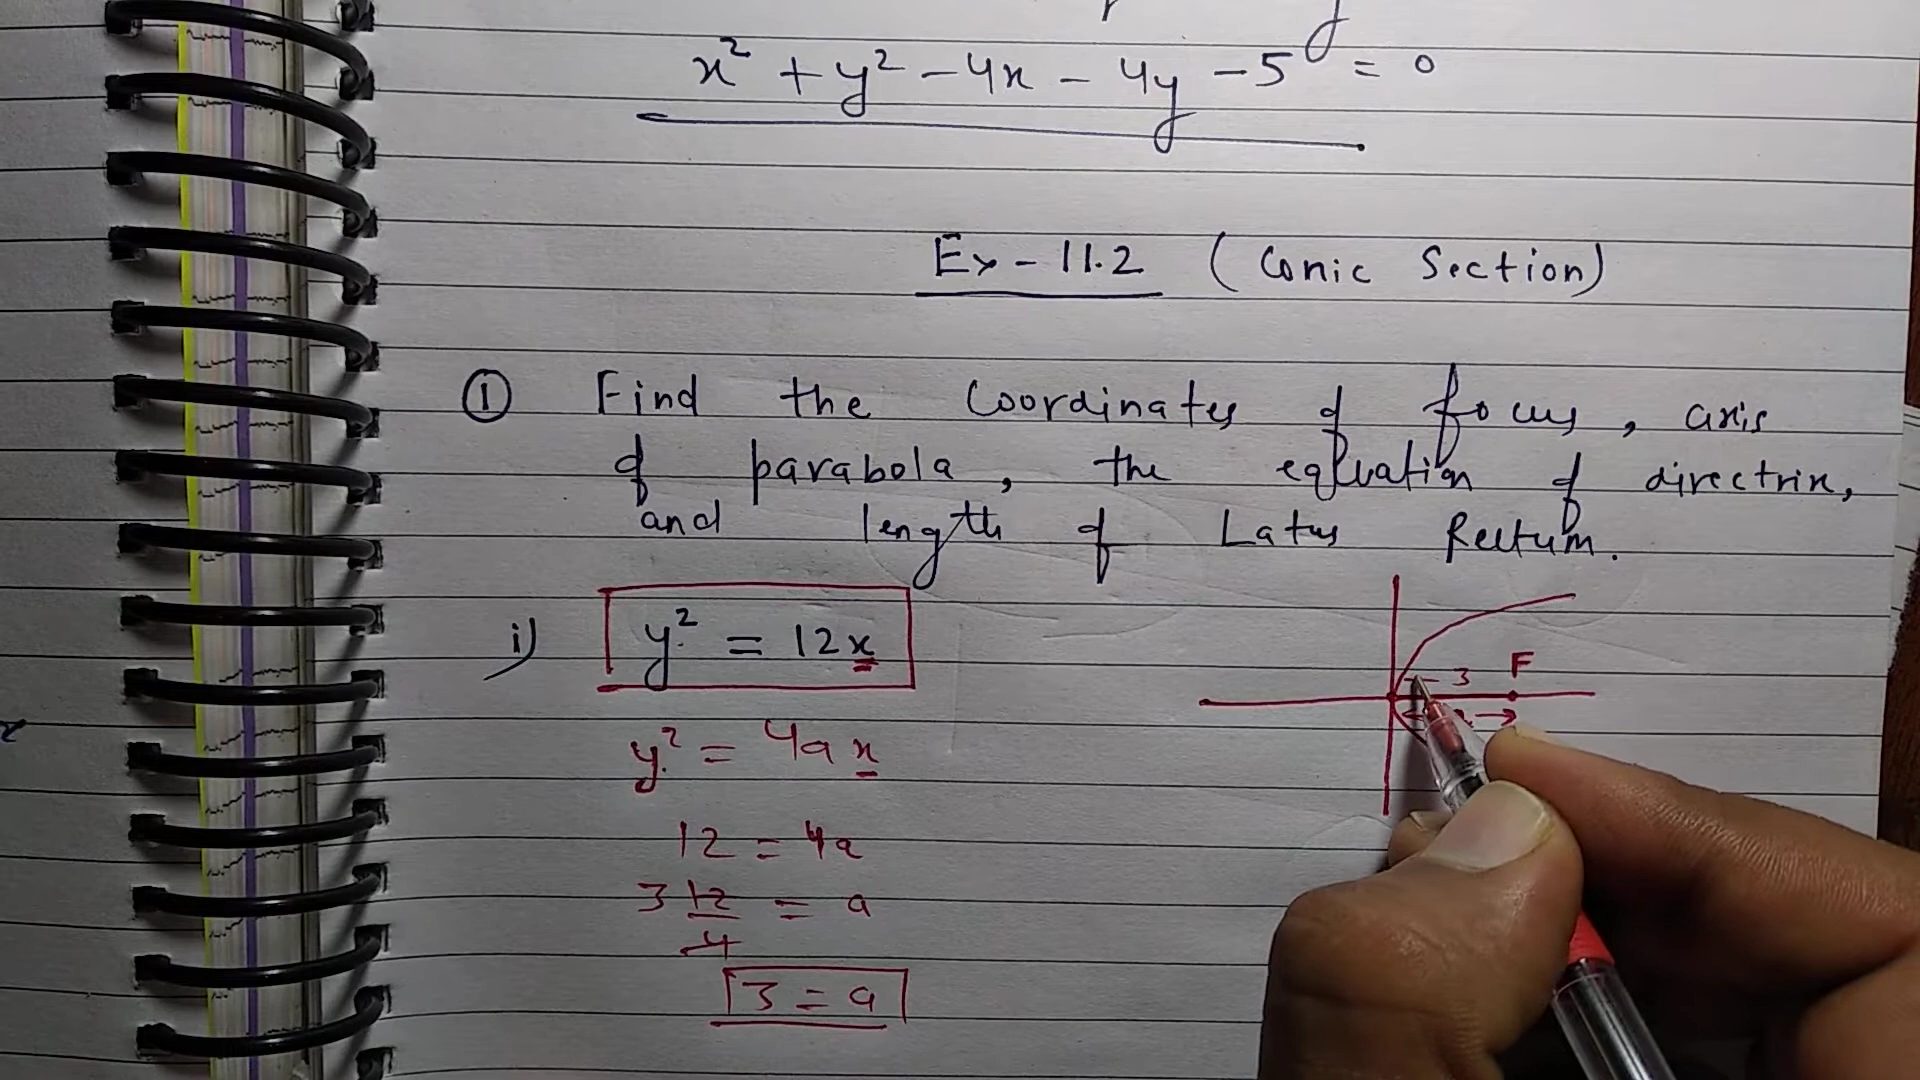 x² + y² - 4x - 4y - 5 = 0
Ex - 11.2 ( Conic Section)
① Find the Coordinates of focus, axis
of parabola, the equation of directrix,
and length of Latus Rectum.
i) y² = 12x
y² = 4ax
12 = 4a
3 12/4 = a
3 = a
3
F